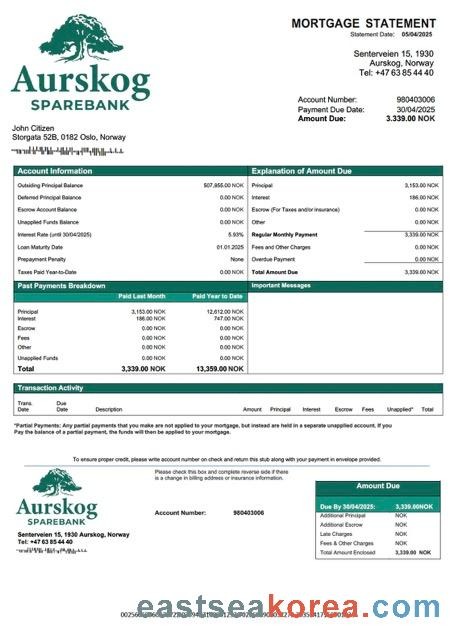 MORTGAGE STATEMENT
Statement Date: 05/04/2025
Aurskog
SPAREBANK
Senterveien 15, 1930
Aurskog, Norway
Tel: +47 63 85 44 40
Account Number: 980403006
Payment Due Date: 30/04/2025
Amount Due: 3.339.00 NOK
John Citizen
Storgata 52B, 0182 Oslo, Norway
Account Information
Outsiding Principal Balance 507,955.00 NOK
Deferred Principal Balance 0.00 NOK
Escrow Account Balance 0.00 NOK
Unapplied Funds Balance 0.00 NOK
Interest Rate (until 30/04/2025) 5.93%
Loan Maturity Date 01.01.2025
Prepayment Penalty None
Taxes Paid Year-to-Date 0.00 NOK
Explanation of Amount Due
Principal 3,153.00 NOK
Interest 186.00 NOK
Escrow (For Taxes and/or insurance) 0.00 NOK
Other 0.00 NOK
Regular Monthly Payment 3,339.00 NOK
Fees and Other Charges 0.00 NOK
Overdue Payment 0.00 NOK
Total Amount Due 3,339.00 NOK
Past Payments Breakdown
Paid Last Month Paid Year to Date
Principal 3,153.00 NOK 12,612.00 NOK
Interest 186.00 NOK 747.00 NOK
Escrow 0.00 NOK 0.00 NOK
Fees 0.00 NOK 0.00 NOK
Other 0.00 NOK 0.00 NOK
Unapplied Funds 0.00 NOK 0.00 NOK
Total 3,339.00 NOK 13,359.00 NOK
Important Messages
Transaction Activity
Trans. Date Due Date Description Amount Principal Interest Escrow Fees Unapplied* Total
*Partial Payments: Any partial payments that you make are not applied to your mortgage, but instead are held in a separate unapplied account. If you
Pay the balance of a partial payment, the funds will then be applied to your mortgage.
To ensure proper credit, please write account number on check and return this stub along with your payment in envelope provided.
Please check this box and complete reverse side if there
is a change in billing address or insurance information.
Aurskog
SPAREBANK
Account Number: 980403006
Senterveien 15, 1930 Aurskog, Norway
Tel: +47 63 85 44 40
Amount Due
Due By 30/04/2025: 3,339.00NOK
Additional Principal NOK
Additional Escrow NOK
Late Charges NOK
Fees & Other Charges NOK
Total Amount Enclosed 3,339.00 NOK
eastseakorea.com